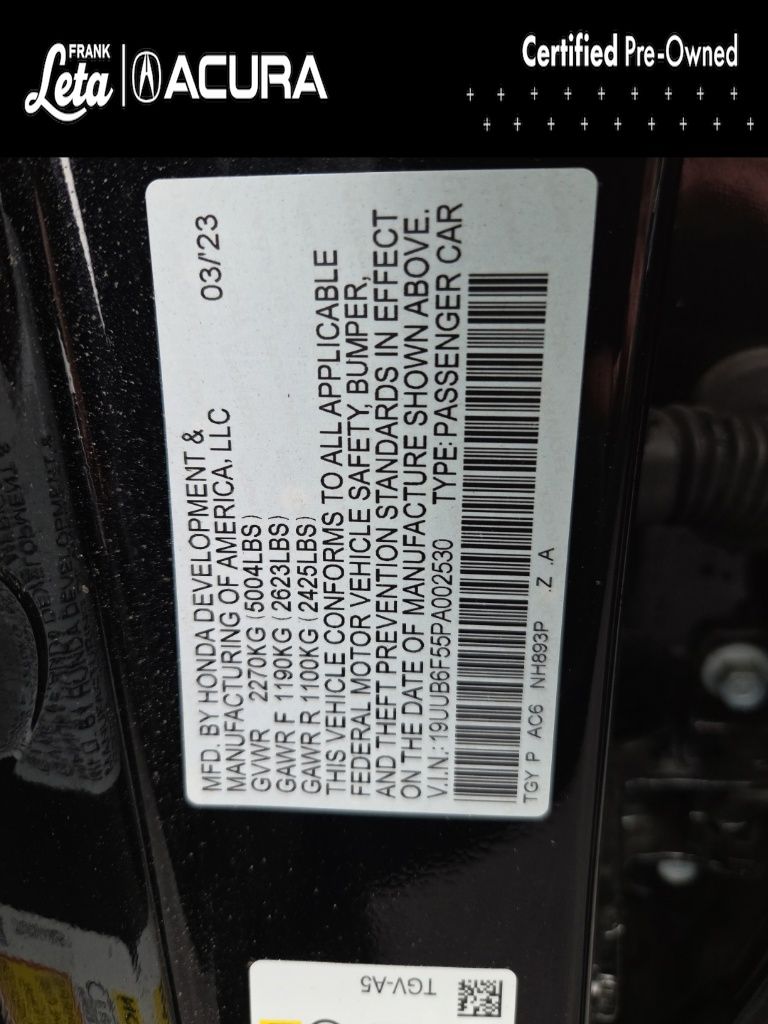 FRANK
Leta
ACURA
Certified Pre-Owned
MFD. BY HONDA DEVELOPMENT &
MANUFACTURING OF AMERICA, LLC 03/'23
GVWR 2270KG (5004LBS)
GAWR F 1190KG (2623LBS)
GAWR R 1100KG (2425LBS)
THIS VEHICLE CONFORMS TO ALL APPLICABLE
FEDERAL MOTOR VEHICLE SAFETY, BUMPER,
AND THEFT PREVENTION STANDARDS IN EFFECT
ON THE DATE OF MANUFACTURE SHOWN ABOVE.
V.I.N.: 19UUB6F55PA002530 TYPE: PASSENGER CAR
TGY P AC6 NH893P .Z .A
TGV-A5